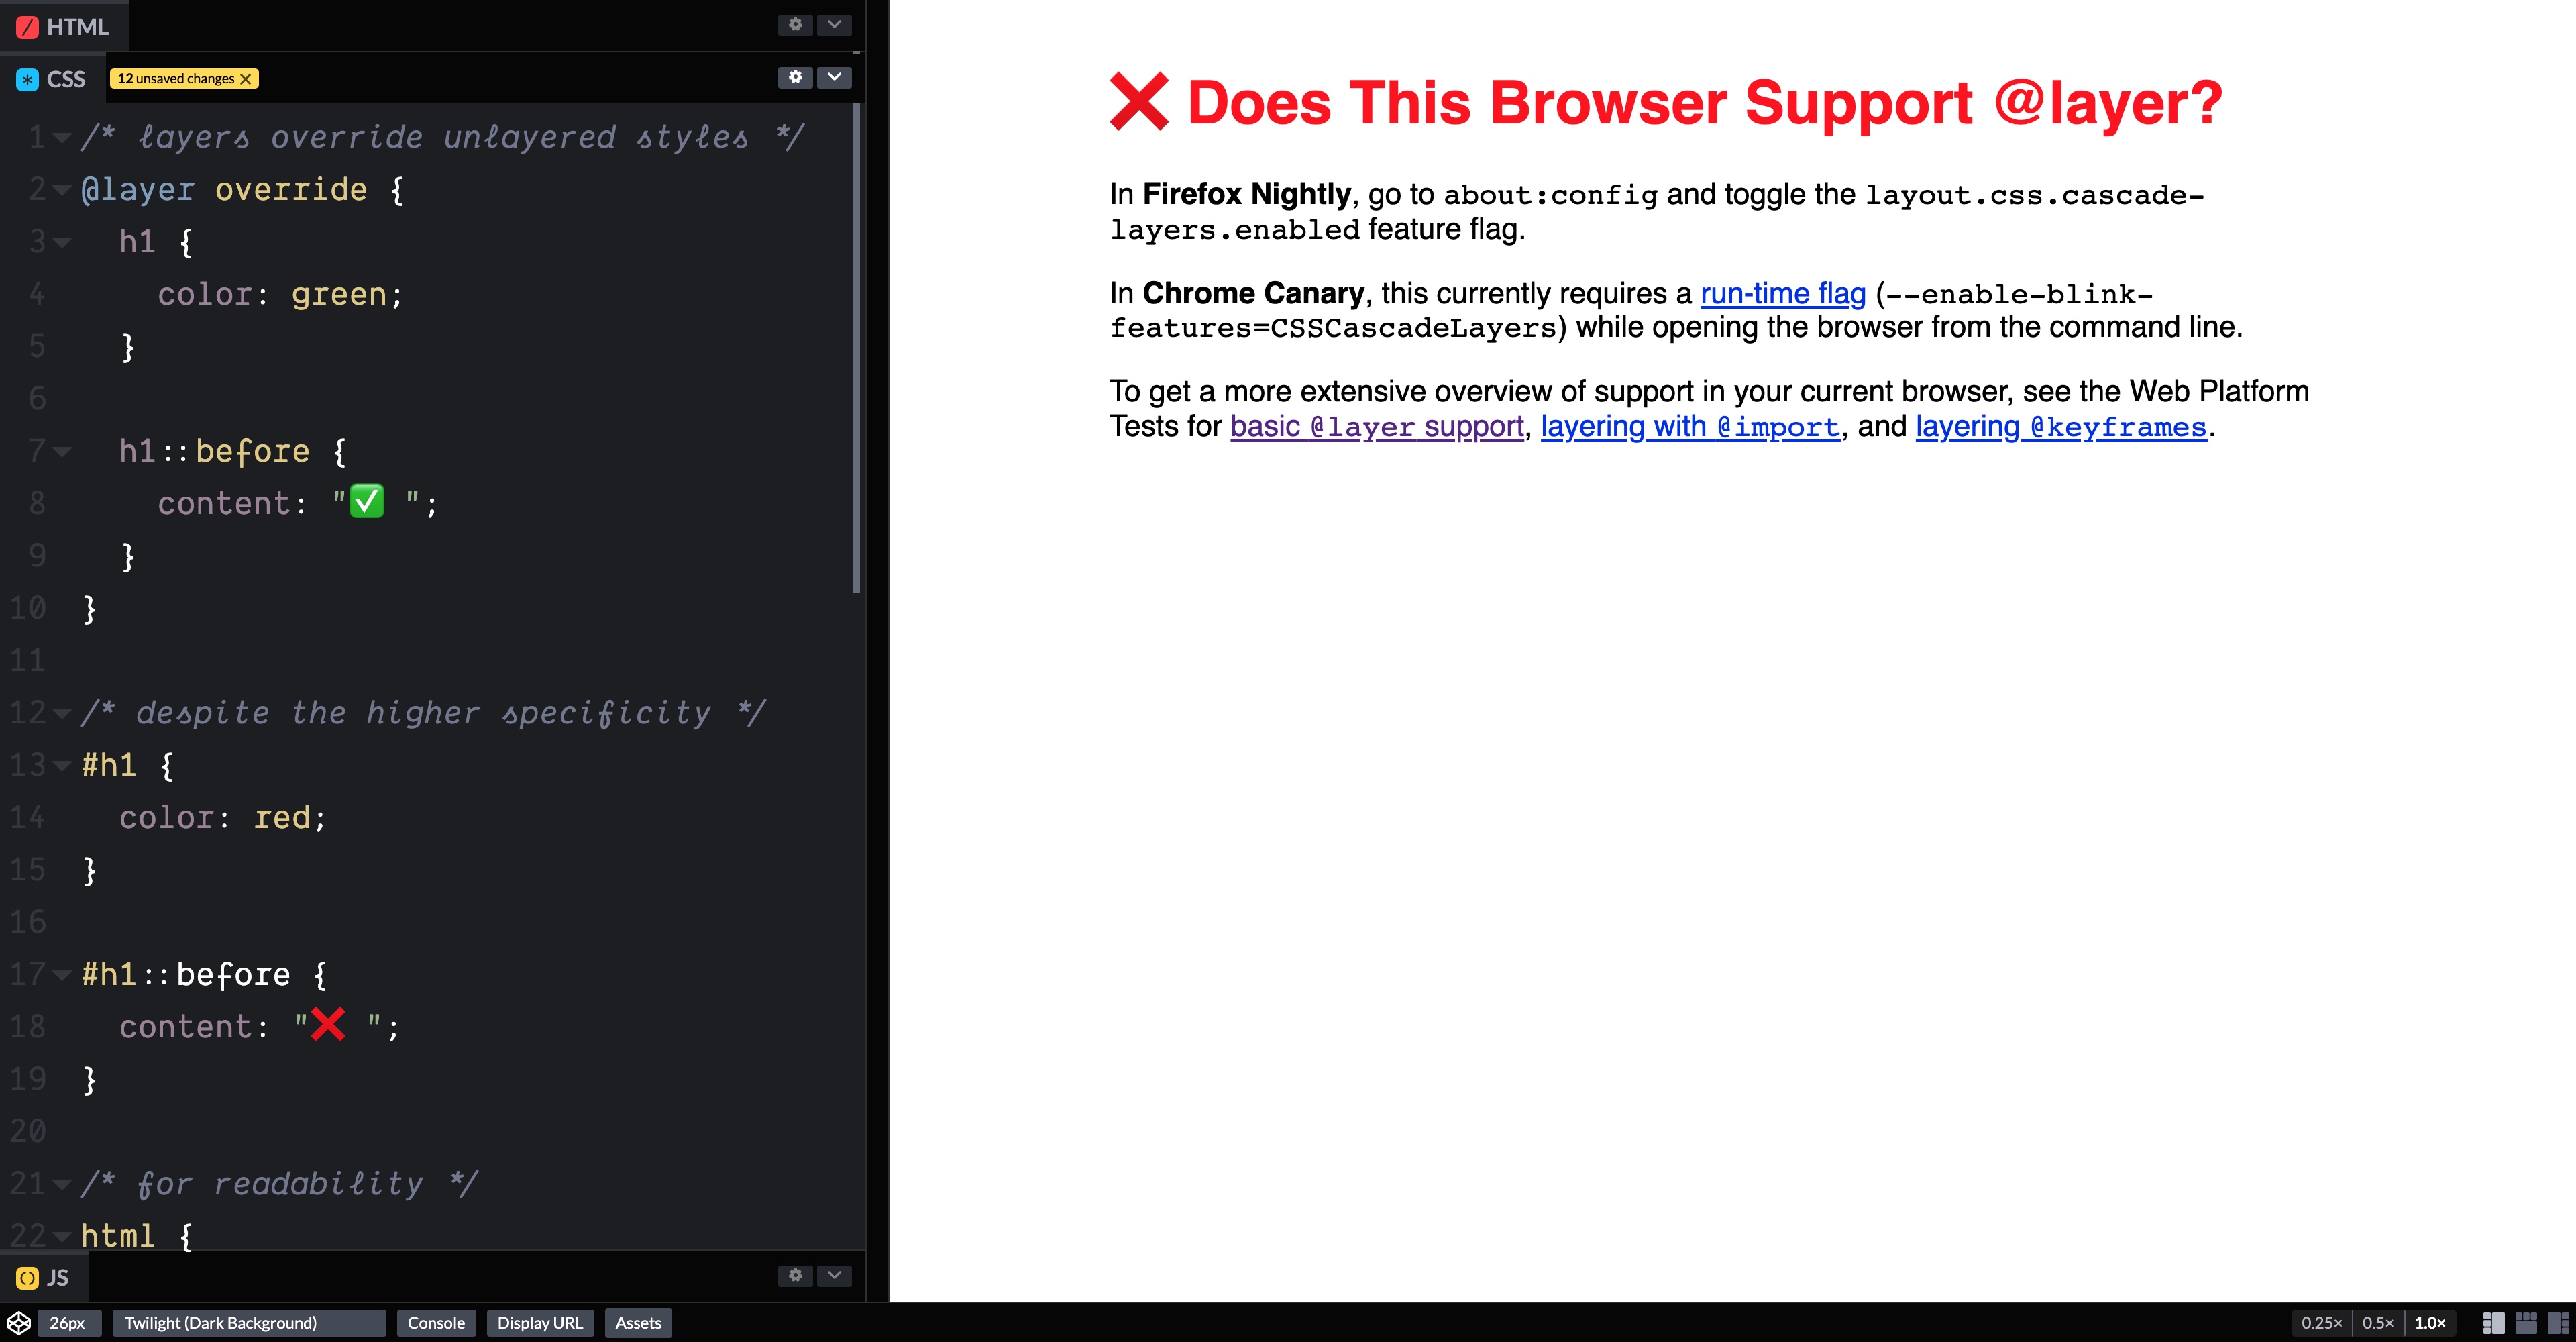 HTML
CSS
12 unsaved changes
1 /* layers override unlayered styles */
2 @layer override {
3 h1 {
4 color: green;
5 }
6
7 h1::before {
8 content: "✅ ";
9 }
10 }
11
12 /* despite the higher specificity */
13 #h1 {
14 color: red;
15 }
16
17 #h1::before {
18 content: "❌ ";
19 }
20
21 /* for readability */
22 html {
JS
❌ Does This Browser Support @layer?
In Firefox Nightly, go to about:config and toggle the layout.css.cascade-
layers.enabled feature flag.
In Chrome Canary, this currently requires a run-time flag (--enable-blink-
features=CSSCascadeLayers) while opening the browser from the command line.
To get a more extensive overview of support in your current browser, see the Web Platform
Tests for basic @layer support, layering with @import, and layering @keyframes.
26px Twilight (Dark Background) Console Display URL Assets 0.25× 0.5× 1.0×